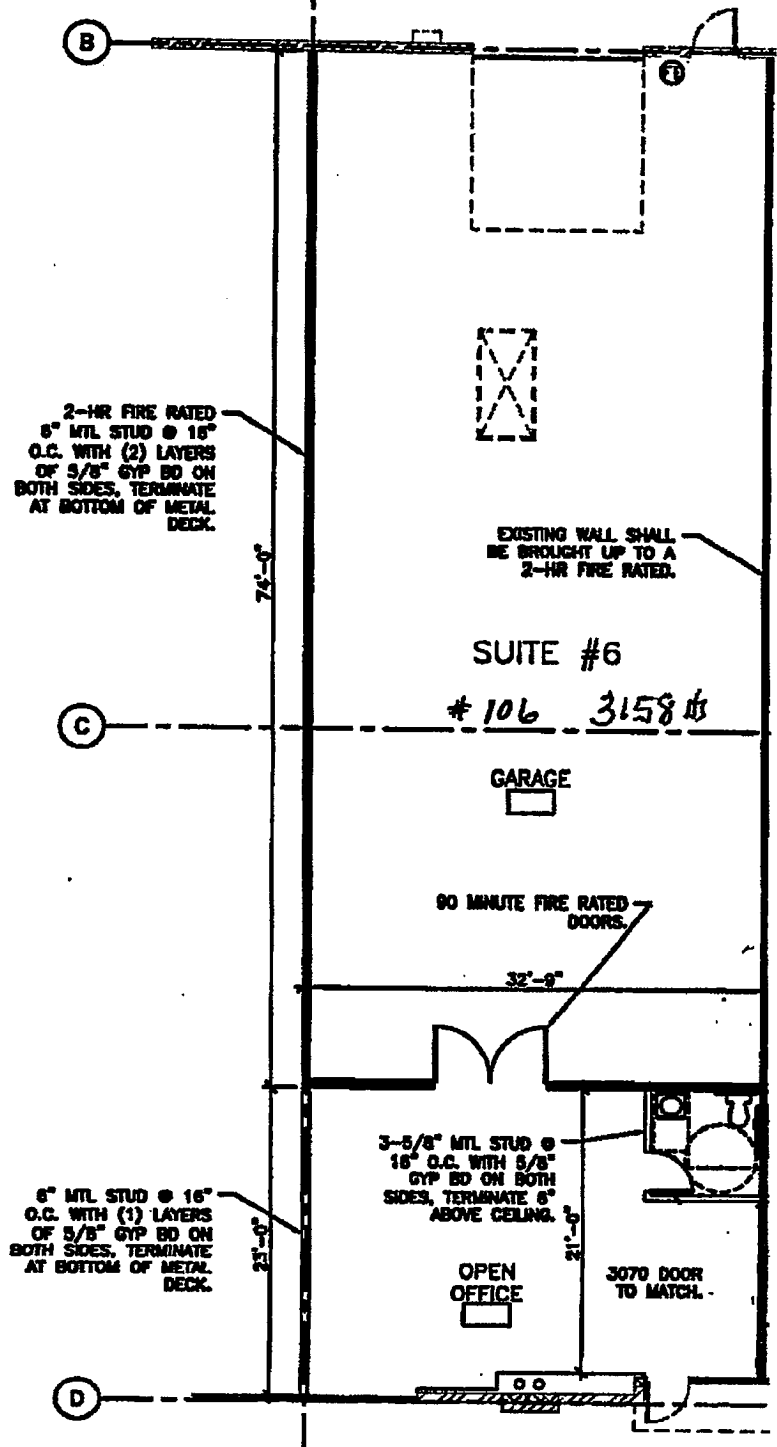 B
FE
2-HR FIRE RATED
6" MTL STUD @ 16"
O.C. WITH (2) LAYERS
OF 5/8" GYP BD ON
BOTH SIDES, TERMINATE
AT BOTTOM OF METAL
DECK.
74'-0"
EXISTING WALL SHALL
BE BROUGHT UP TO A
2-HR FIRE RATED.
SUITE #6
# 106 3158
C
GARAGE
90 MINUTE FIRE RATED
DOORS.
32'-9"
3-5/8" MTL STUD @
16" O.C. WITH 5/8"
GYP BD ON BOTH
SIDES, TERMINATE 6"
ABOVE CEILING.
6" MTL STUD @ 16"
O.C. WITH (1) LAYERS
OF 5/8" GYP BD ON
BOTH SIDES, TERMINATE
AT BOTTOM OF METAL
DECK.
23'-0"
21'-0"
OPEN
OFFICE
3070 DOOR
TO MATCH.
D